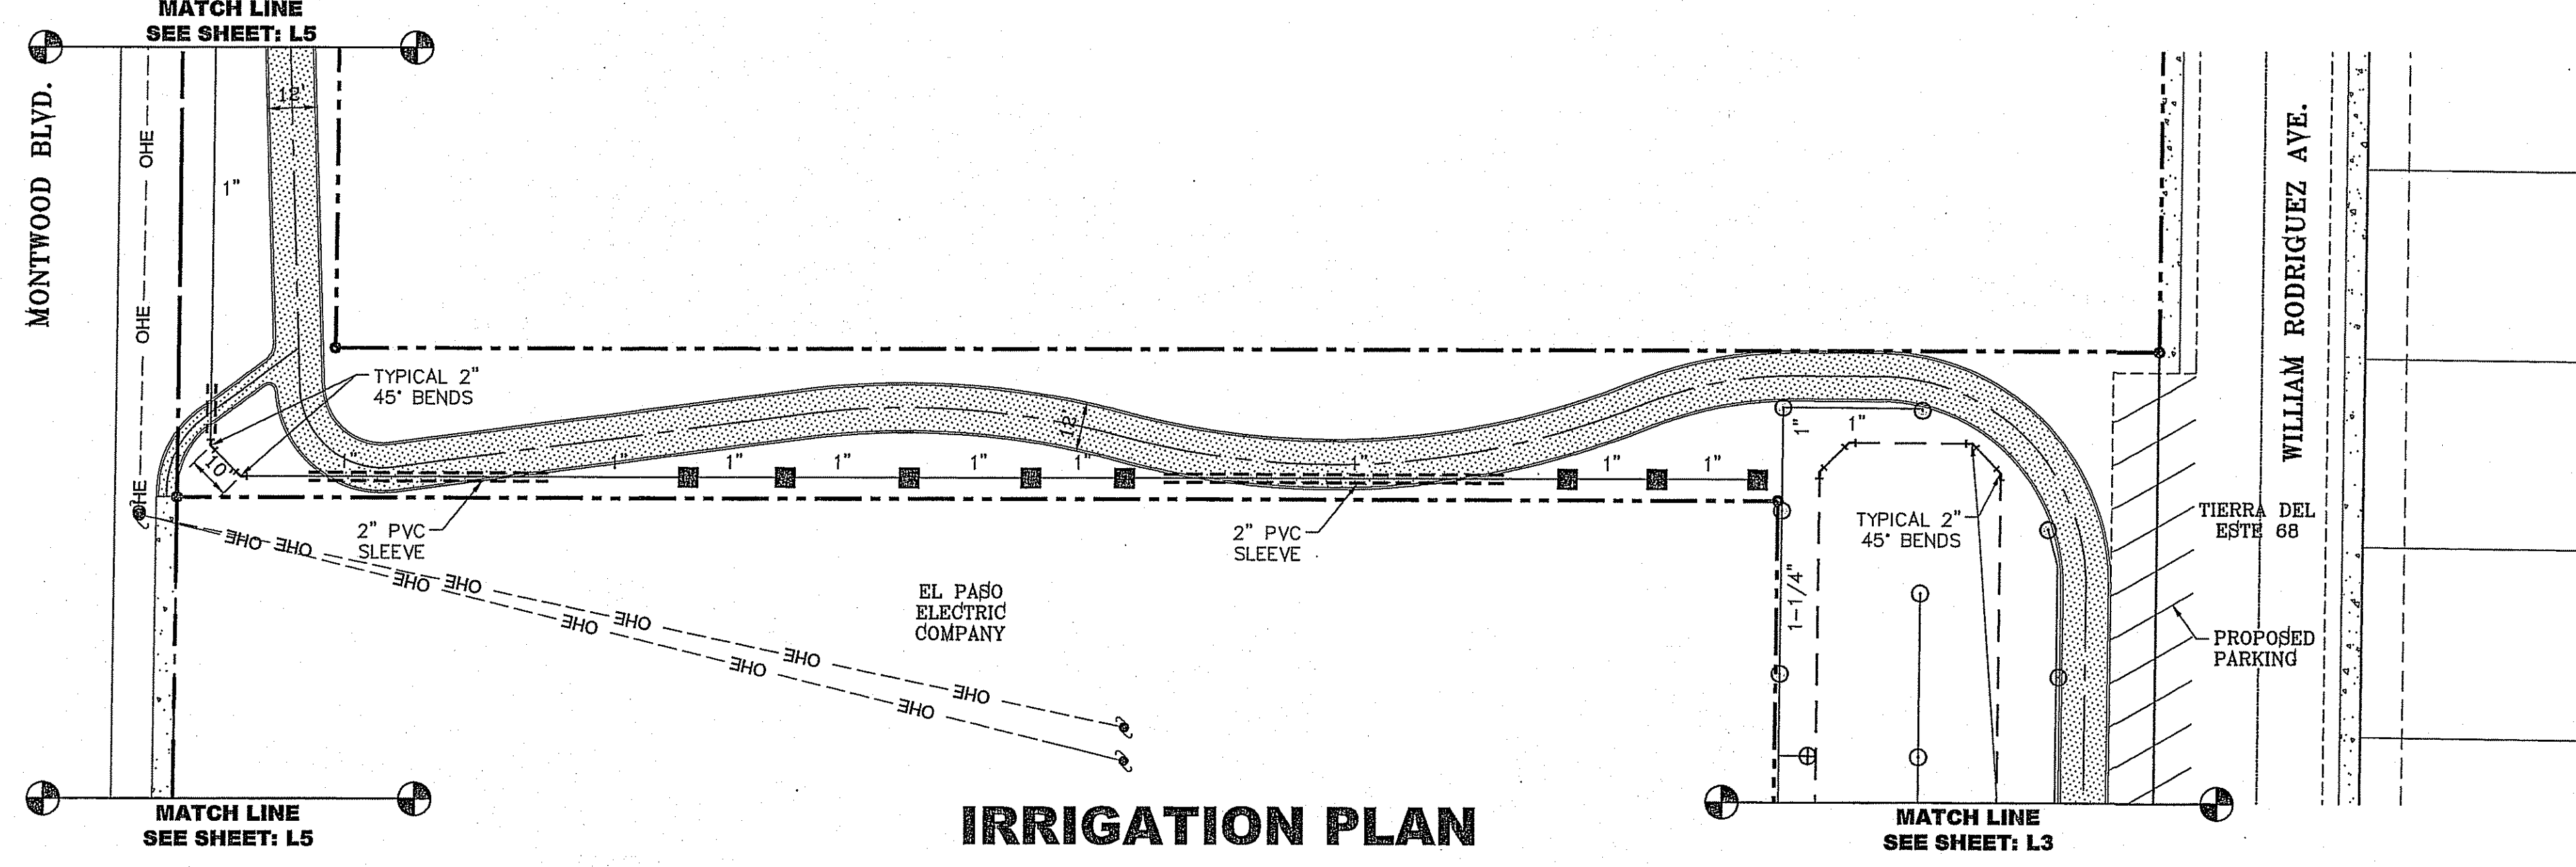 MATCH LINE
SEE SHEET: L5
MONTWOOD BLVD.
OHE
OHE
OHE
12'
1"
WILLIAM RODRIGUEZ AVE.
TYPICAL 2"
45° BENDS
10"
1"
1"
1"
1"
1"
1"
1"
1"
1"
12'
1"
1"
2" PVC
SLEEVE
2" PVC
SLEEVE
TYPICAL 2"
45° BENDS
1-1/4"
TIERRA DEL
ESTE 68
OHE OHE OHE
OHE OHE
OHE OHE
OHE OHE
OHE OHE
EL PASO
ELECTRIC
COMPANY
PROPOSED
PARKING
MATCH LINE
SEE SHEET: L5
IRRIGATION PLAN
MATCH LINE
SEE SHEET: L3